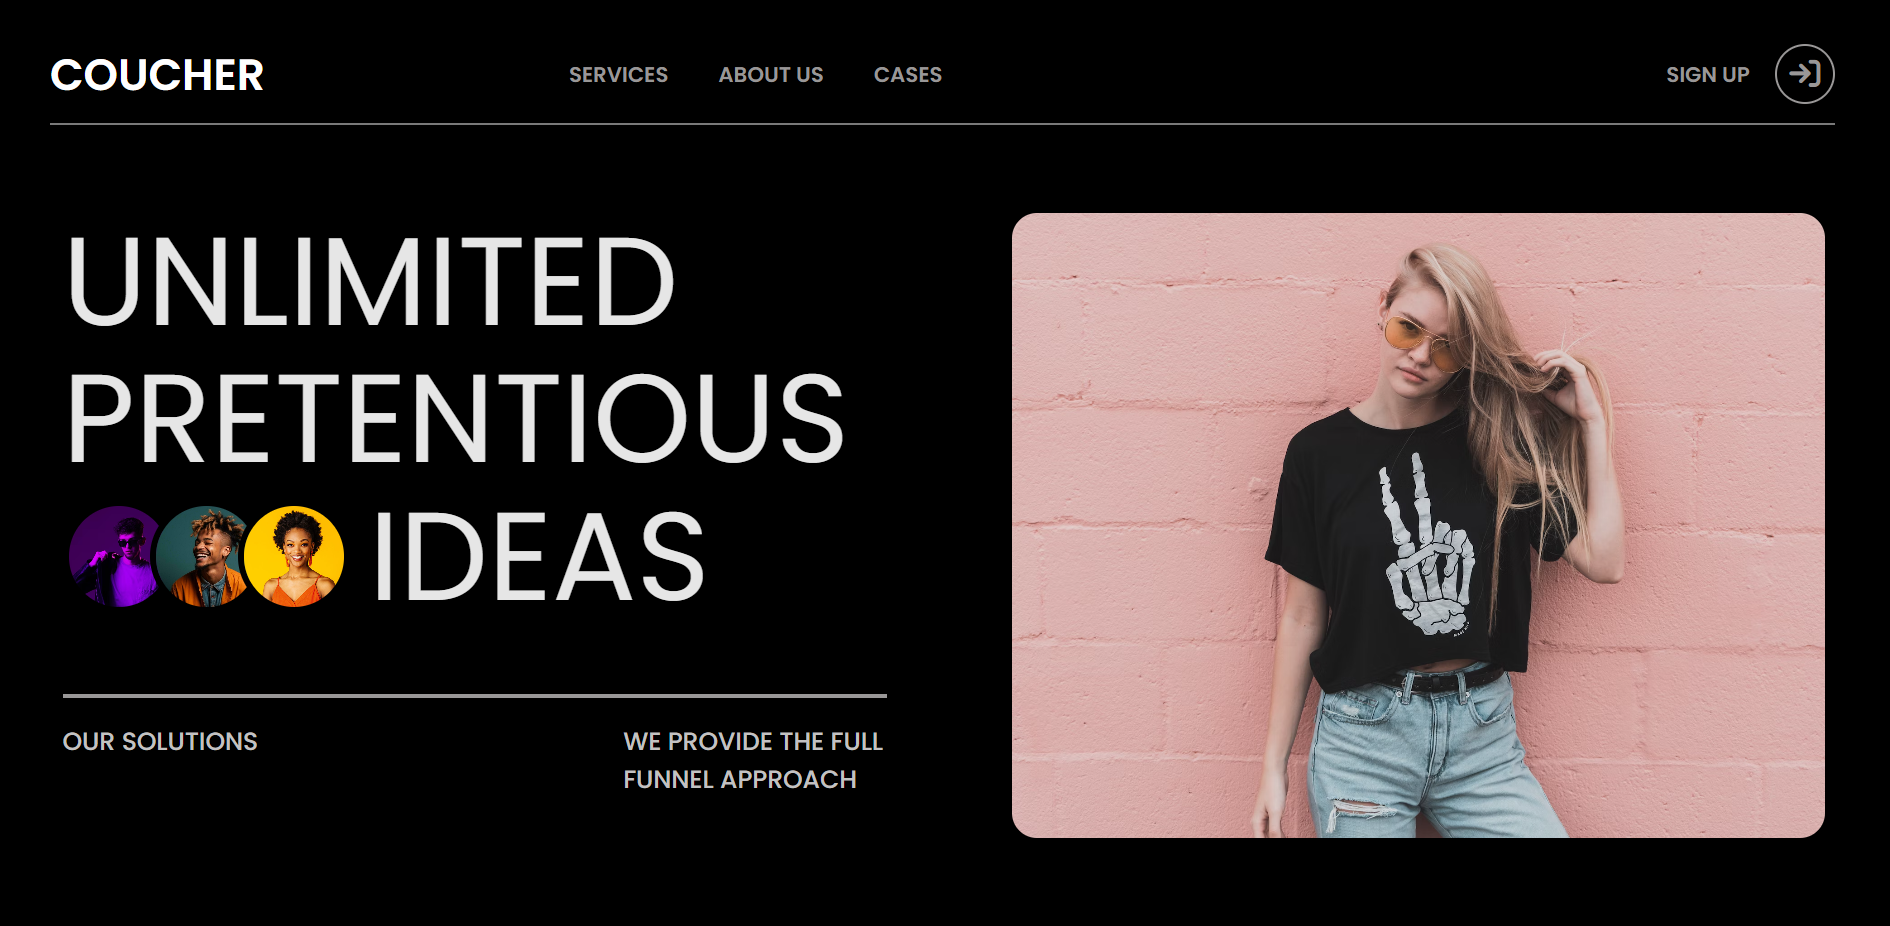 COUCHER
SERVICES
ABOUT US
CASES
SIGN UP
UNLIMITED
PRETENTIOUS
IDEAS
OUR SOLUTIONS
WE PROVIDE THE FULL
FUNNEL APPROACH